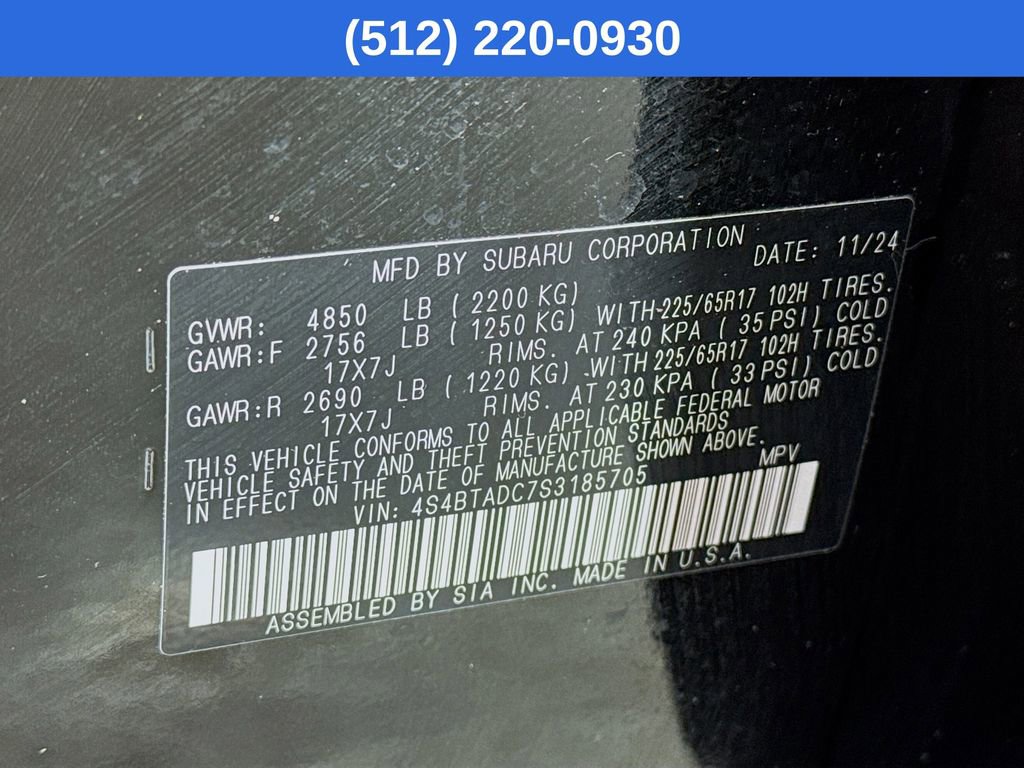 (512) 220-0930
MFD BY SUBARU CORPORATION DATE: 11/24
GVWR: 4850 LB ( 2200 KG)
GAWR:F 2756 LB ( 1250 KG) WITH-225/65R17 102H TIRES.
17X7J RIMS. AT 240 KPA ( 35 PSI) COLD
GAWR:R 2690 LB ( 1220 KG) -WITH 225/65R17 102H TIRES.
17X7J RIMS. AT 230 KPA ( 33 PSI) COLD
THIS VEHICLE CONFORMS TO ALL APPLICABLE FEDERAL MOTOR
VEHICLE SAFETY AND THEFT PREVENTION STANDARDS
IN EFFECT ON THE DATE OF MANUFACTURE SHOWN ABOVE.
VIN: 4S4BTADC7S3185705 MPV
ASSEMBLED BY SIA INC. MADE IN U.S.A.